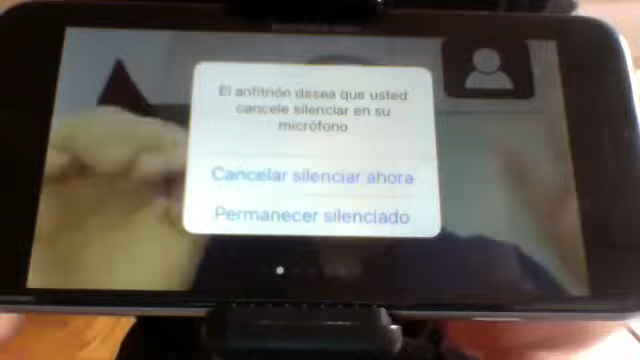 El anfitrión desea que usted
cancele silenciar en su
micrófono
Cancelar silenciar ahora
Permanecer silenciado